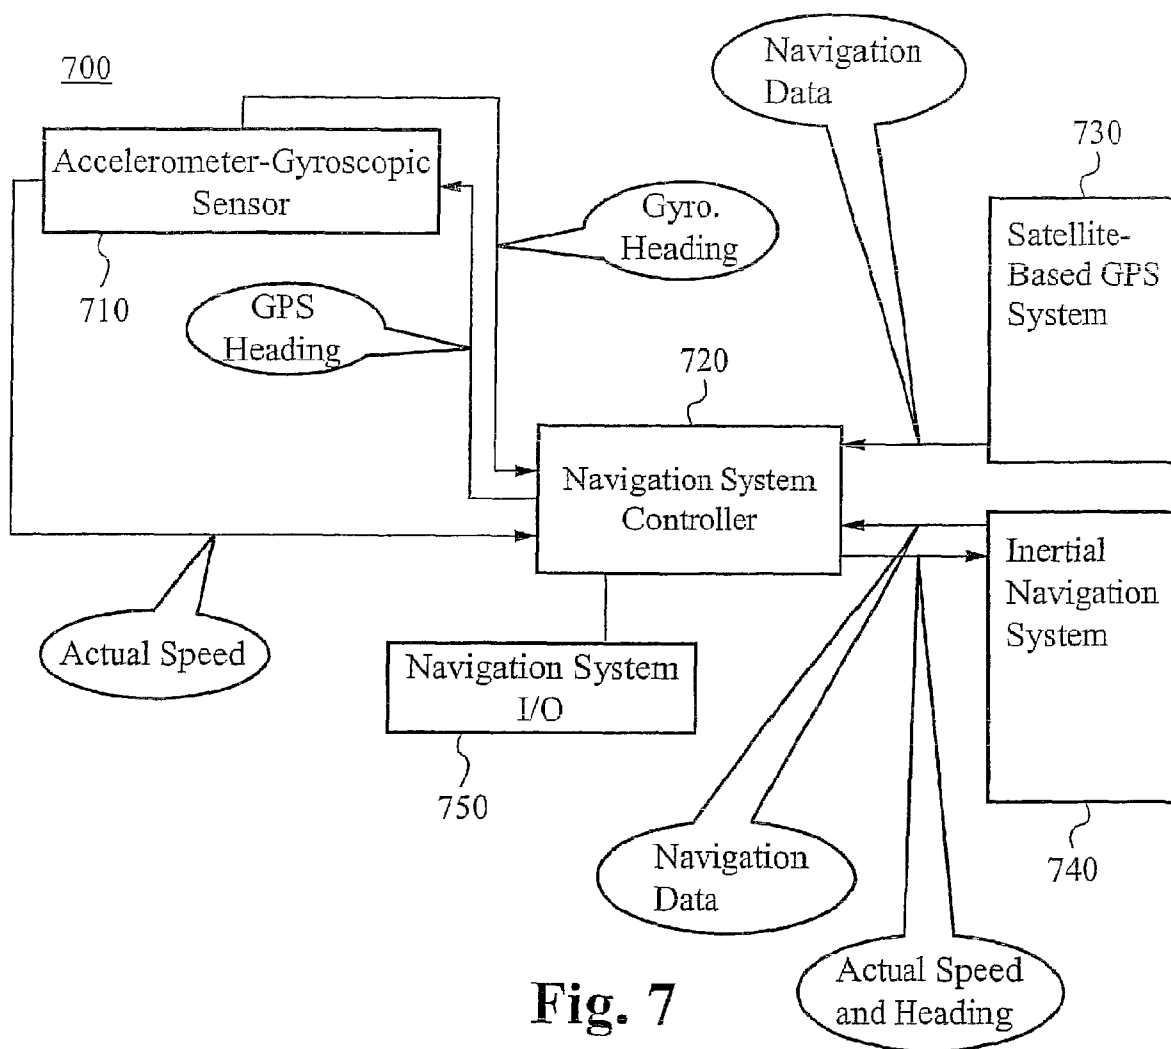 700
Accelerometer-Gyroscopic
Sensor
710
Gyro.
Heading
GPS
Heading
Navigation
Data
730
Satellite-
Based GPS
System
720
Navigation System
Controller
Actual Speed
Navigation System
I/O
750
Inertial
Navigation
System
740
Navigation
Data
Actual Speed
and Heading
Fig. 7